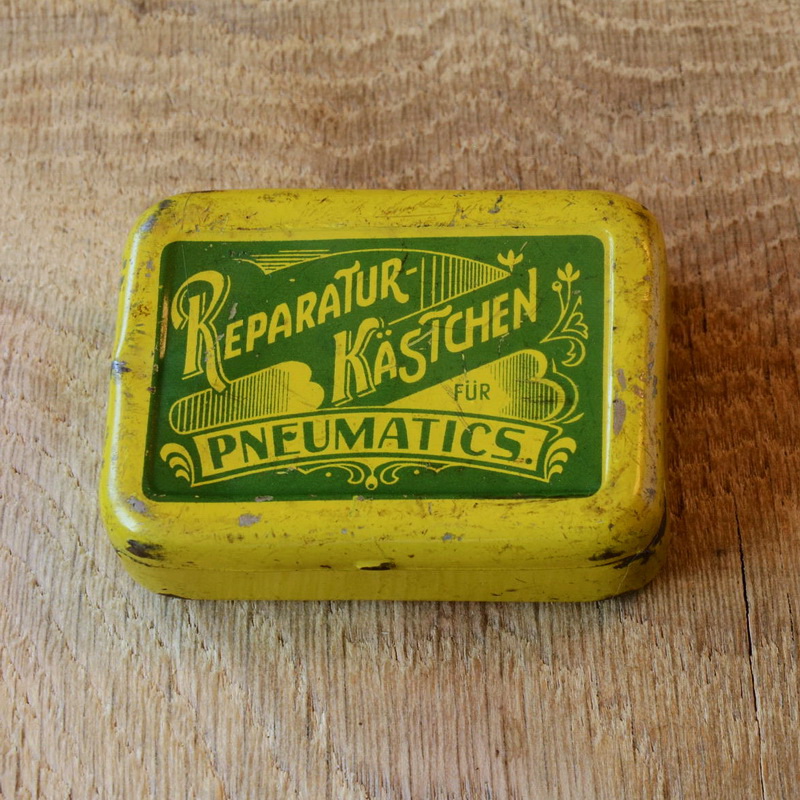 REPARATUR-
KÄSTCHEN
FÜR
PNEUMATICS.